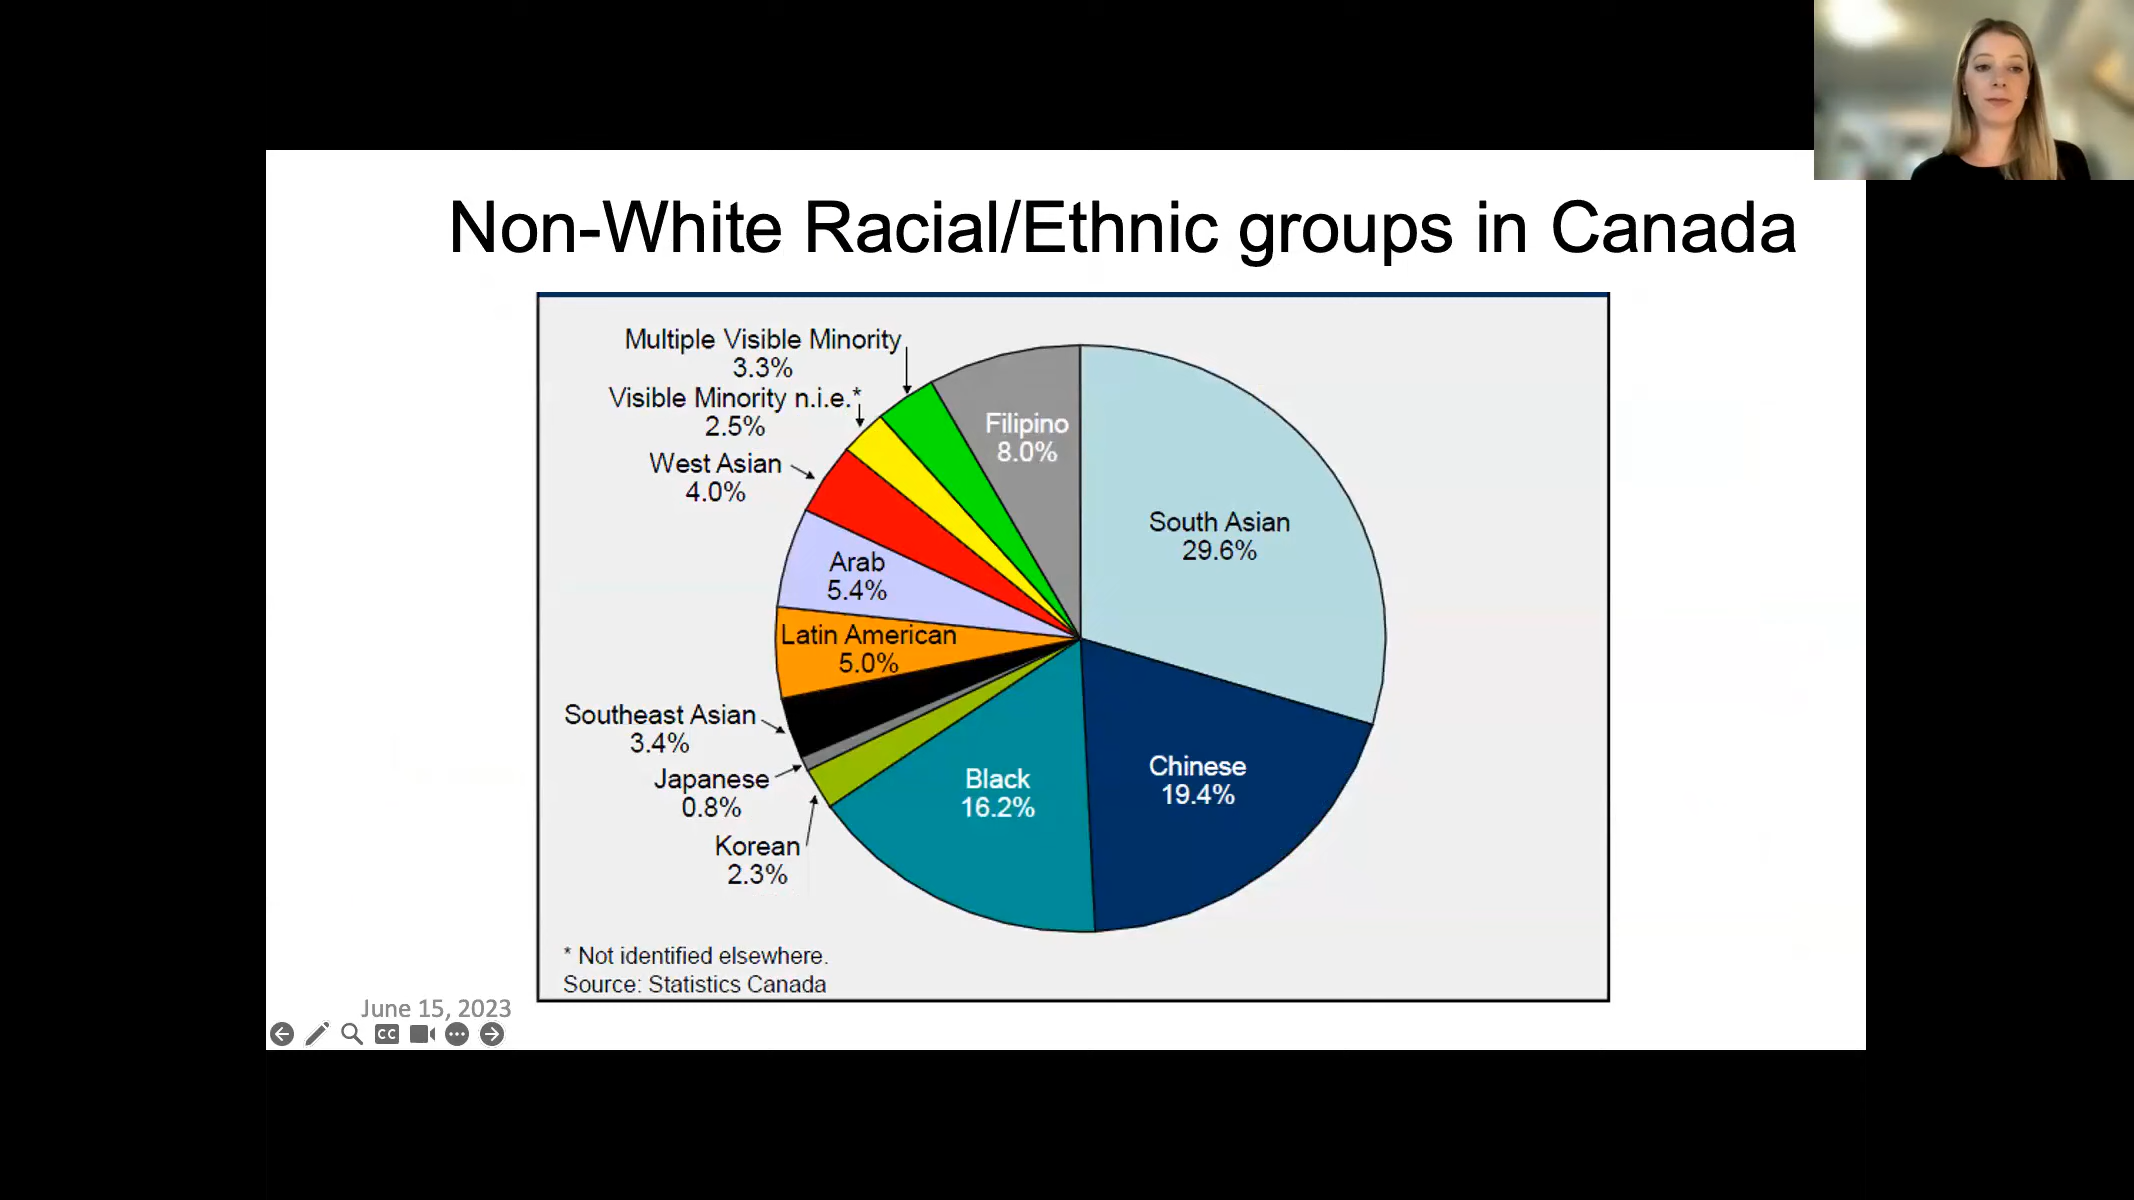 Non-White Racial/Ethnic groups in Canada
Multiple Visible Minority
3.3%
Visible Minority n.i.e.*
2.5%
West Asian
4.0%
Arab
5.4%
Latin American
5.0%
Southeast Asian
3.4%
Japanese
0.8%
Korean
2.3%
Filipino
8.0%
South Asian
29.6%
Chinese
19.4%
Black
16.2%
* Not identified elsewhere.
Source: Statistics Canada
June 15, 2023
CC